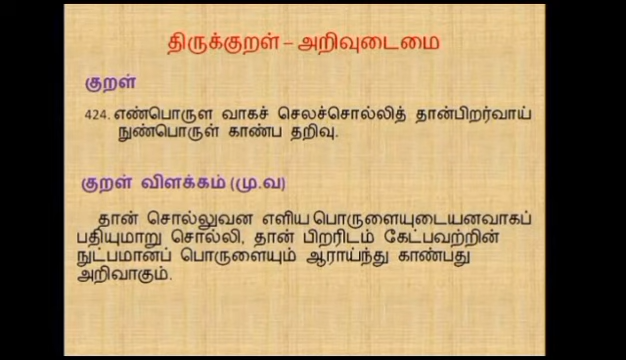 திருக்குறள் – அறிவுடைமை
குறள்
424. எண்பொருள வாகச் செலச்சொல்லித் தான்பிறர்வாய்
நுண்பொருள் காண்ப தறிவு.
குறள் விளக்கம் (மு.வ)
தான் சொல்லுவன எளிய பொருளையுடையனவாகப்
பதியுமாறு சொல்லி, தான் பிறரிடம் கேட்பவற்றின்
நுட்பமானப் பொருளையும் ஆராய்ந்து காண்பது
அறிவாகும்.